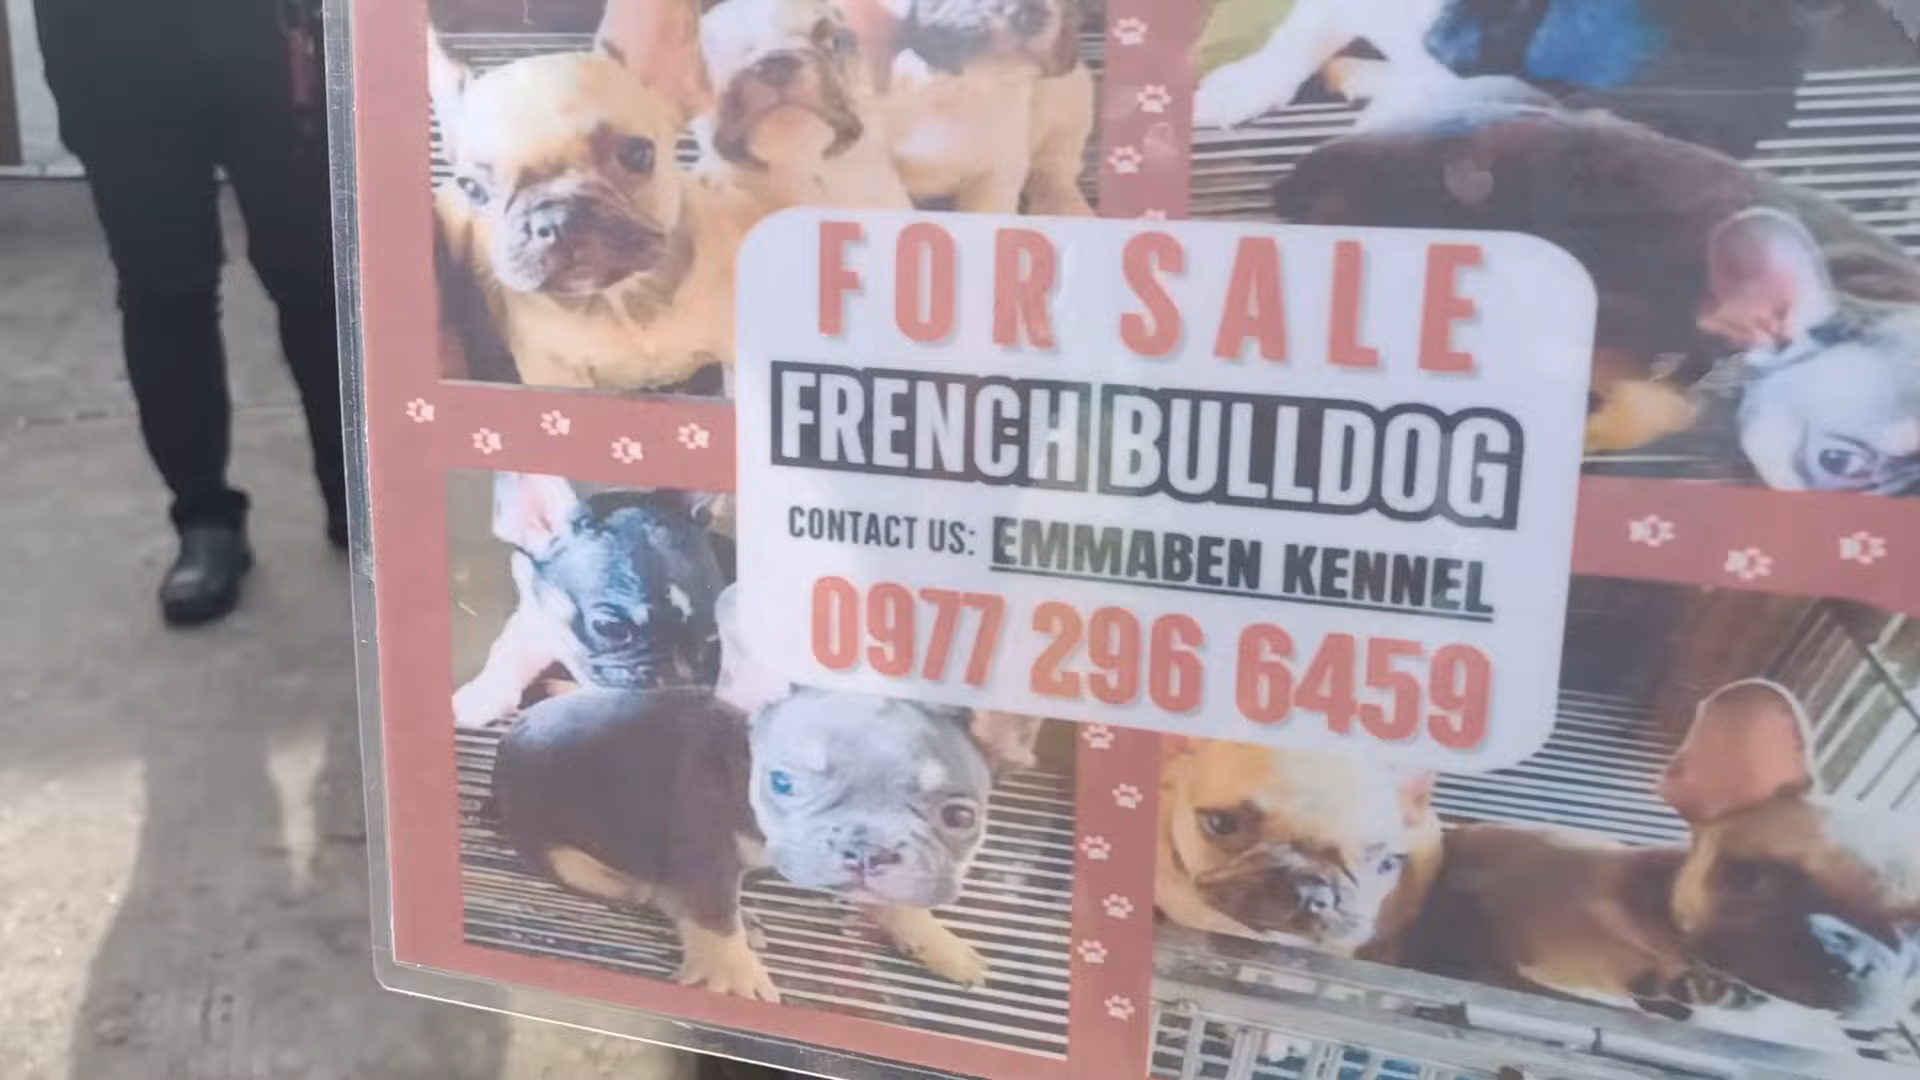 FOR SALE
FRENCH BULLDOG
CONTACT US: EMMABEN KENNEL
0977 296 6459